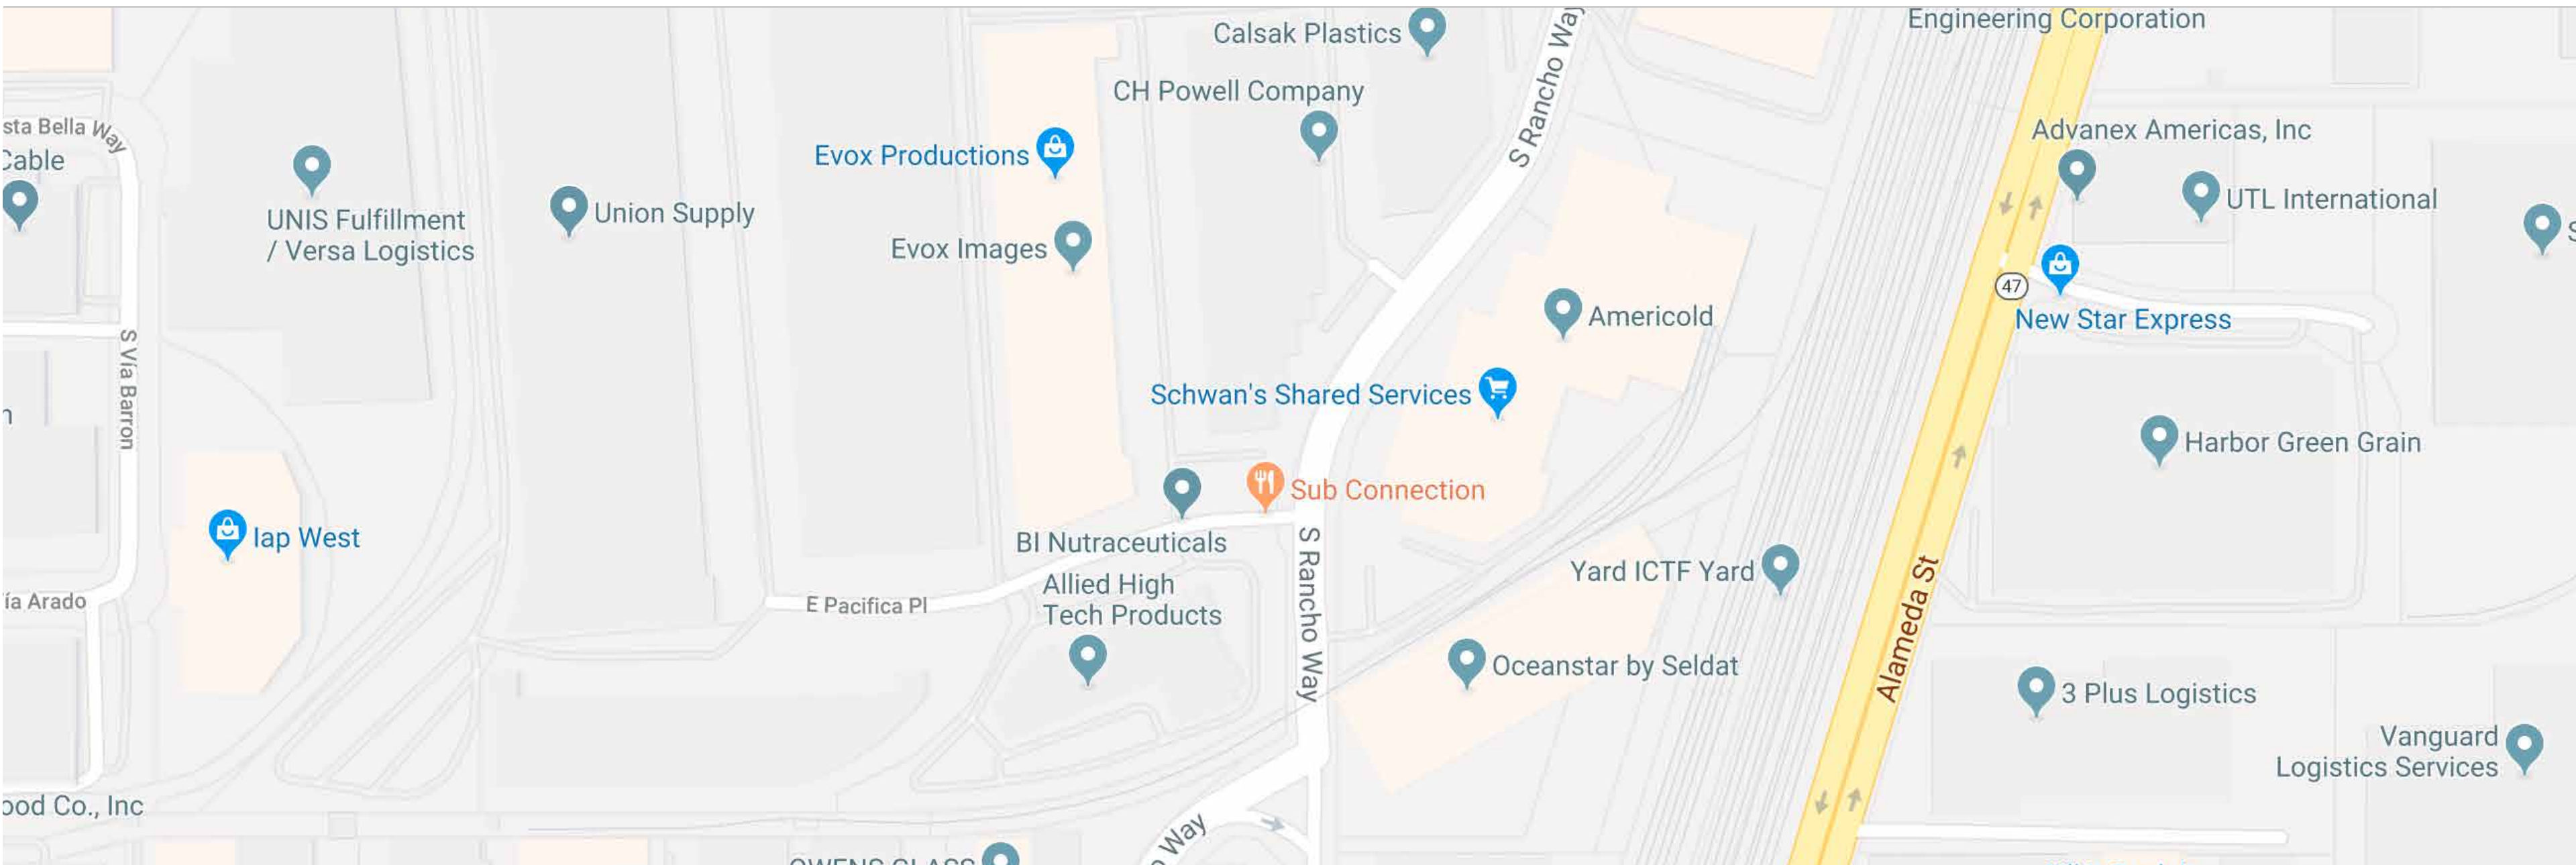 Engineering Corporation
Calsak Plastics
S Rancho Way
CH Powell Company
sta Bella Way
Cable
Advanex Americas, Inc
Evox Productions
UTL International
UNIS Fulfillment
/ Versa Logistics
Union Supply
Evox Images
47
New Star Express
Americold
S Vía Barron
Schwan's Shared Services
Harbor Green Grain
Sub Connection
Iap West
BI Nutraceuticals
S Rancho Way
Yard ICTF Yard
Alameda St
Allied High
Tech Products
ía Arado
E Pacifica Pl
Oceanstar by Seldat
3 Plus Logistics
Vanguard
Logistics Services
ood Co., Inc
Way
OWENS GLASS